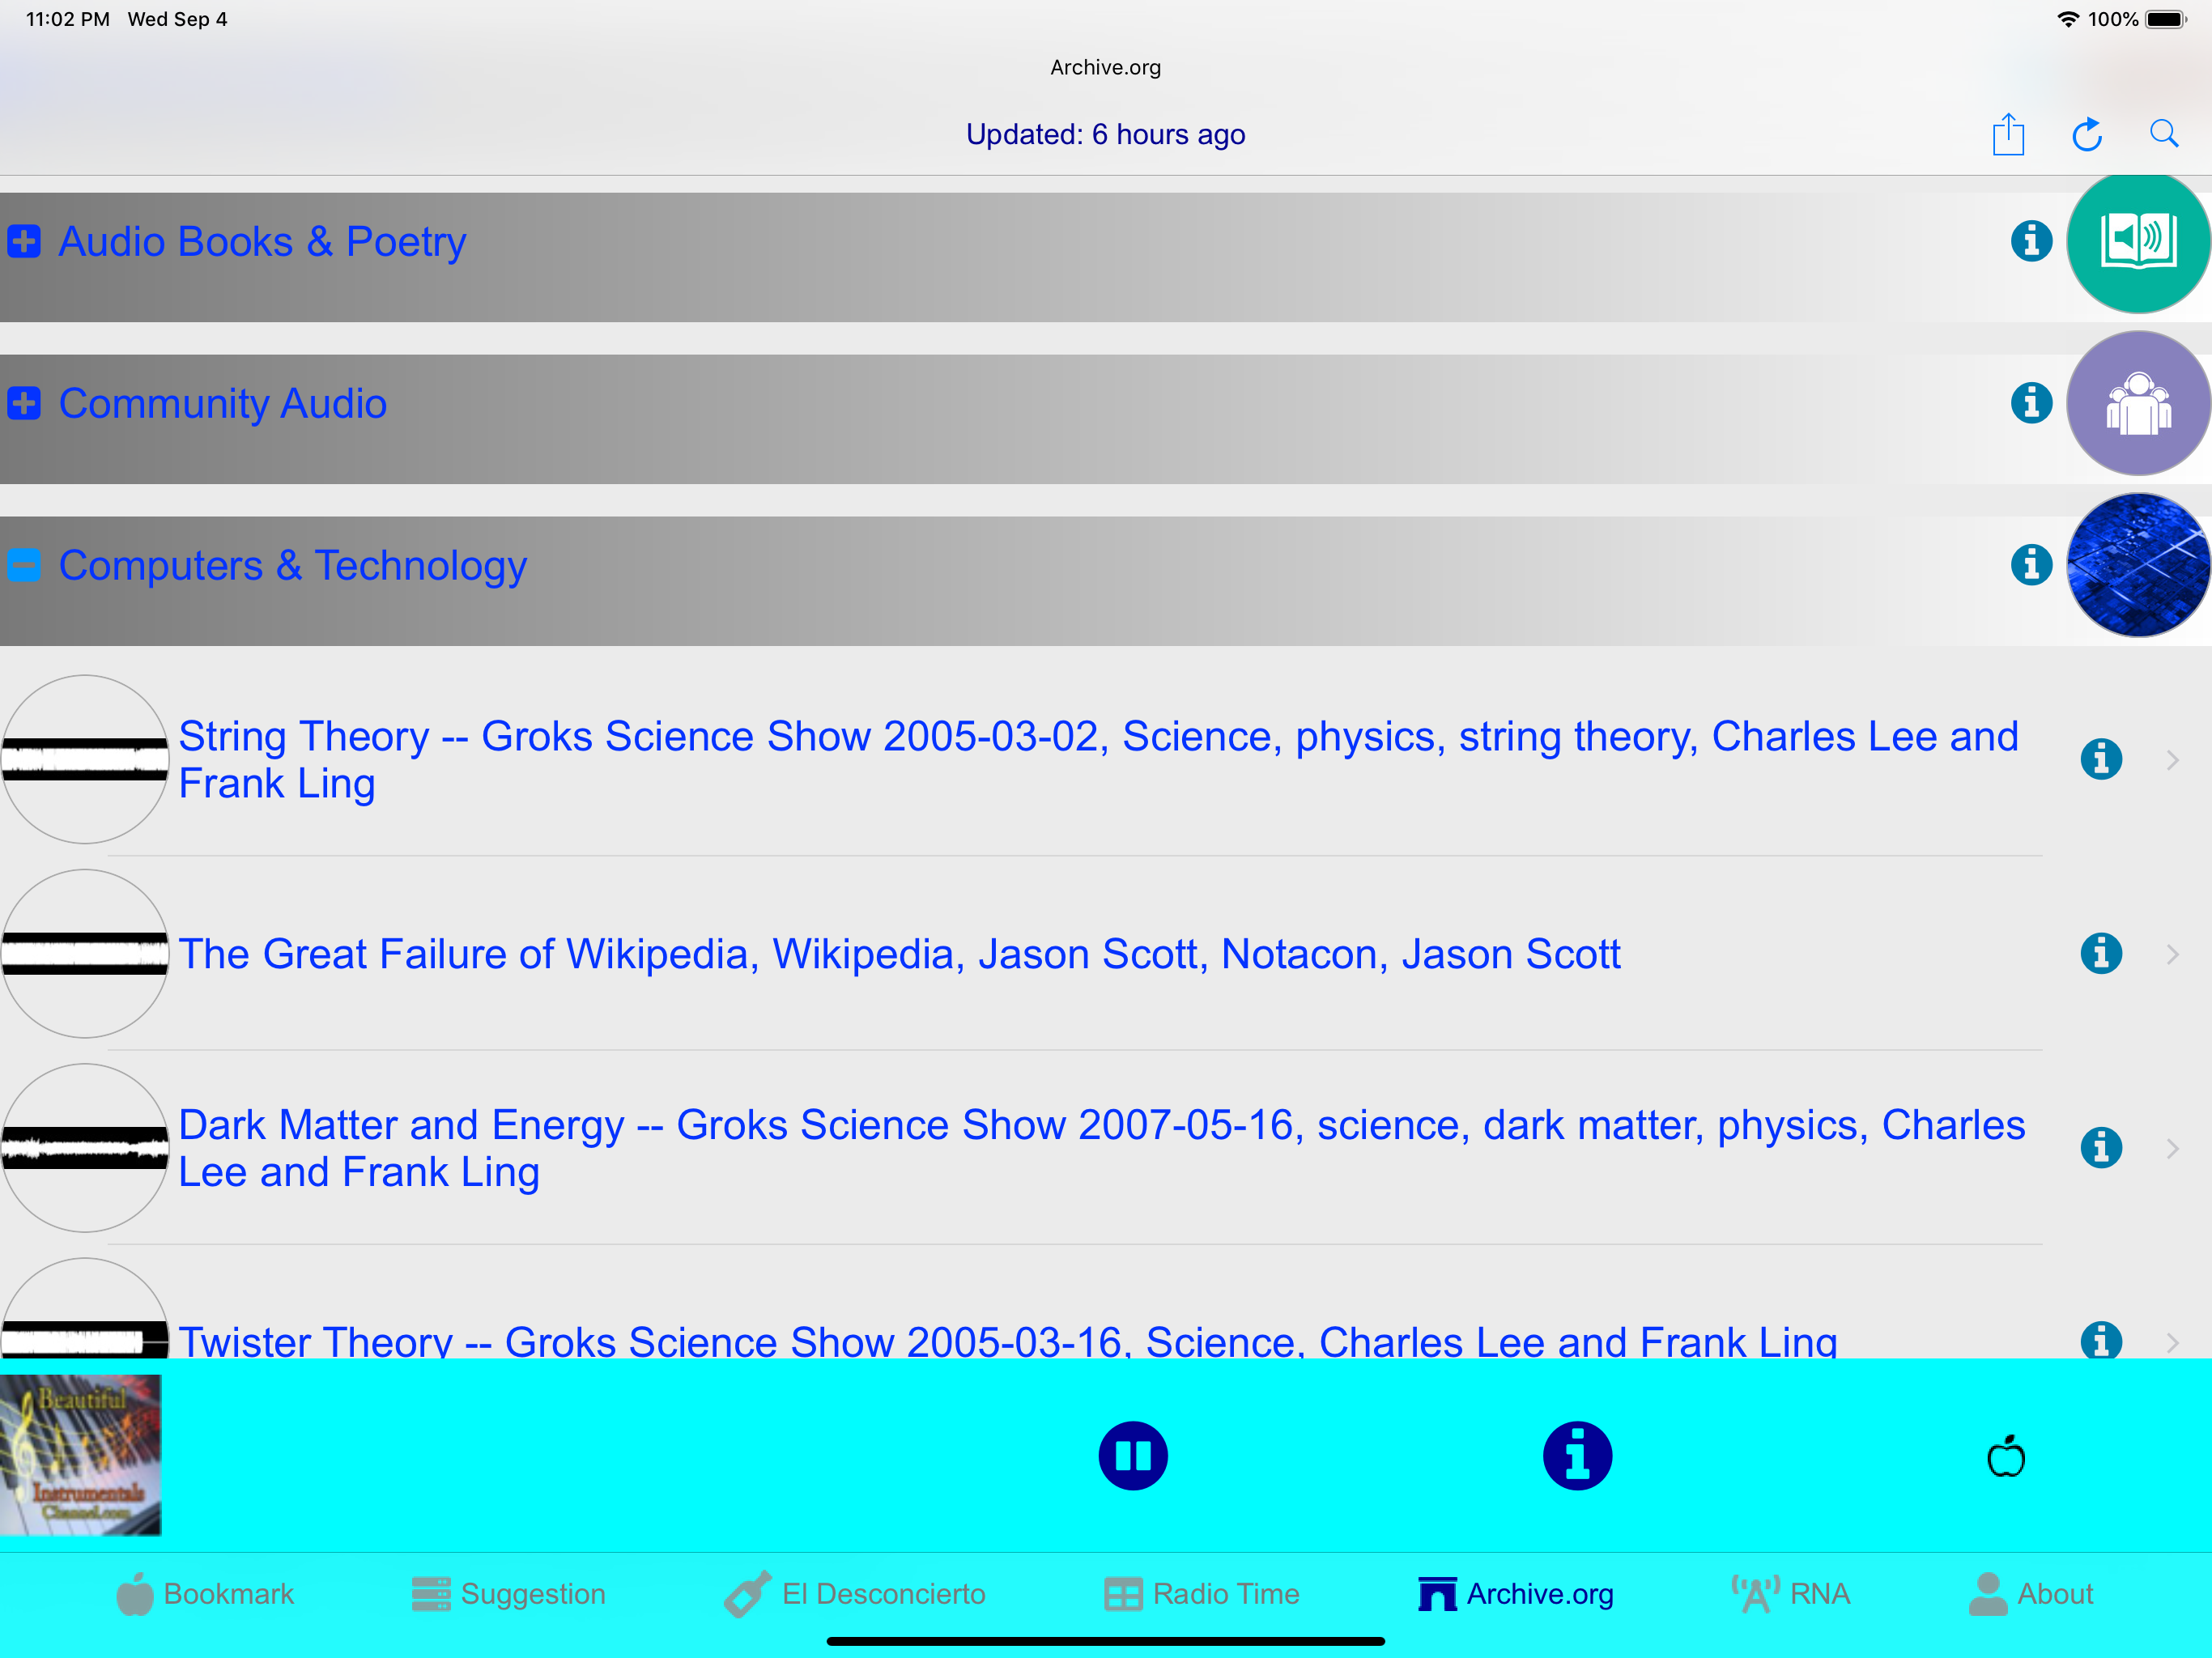 11:02 PM Wed Sep 4
100%
Archive.org
Updated: 6 hours ago
Audio Books & Poetry
Community Audio
Computers & Technology
String Theory -- Groks Science Show 2005-03-02, Science, physics, string theory, Charles Lee and
Frank Ling
The Great Failure of Wikipedia, Wikipedia, Jason Scott, Notacon, Jason Scott
Dark Matter and Energy -- Groks Science Show 2007-05-16, science, dark matter, physics, Charles
Lee and Frank Ling
Twister Theory -- Groks Science Show 2005-03-16, Science, Charles Lee and Frank Ling
Beautiful
Instrumentals
Channel.com
Bookmark
Suggestion
El Desconcierto
Radio Time
Archive.org
RNA
About